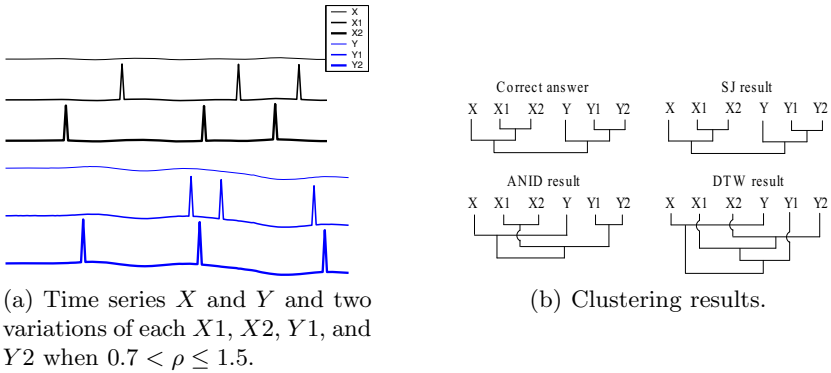 X
X1
X2
Y
Y1
Y2
Correct answer
X X1 X2 Y Y1 Y2
SJ result
X X1 X2 Y Y1 Y2
ANID result
X X1 X2 Y Y1 Y2
DTW result
X X1 X2 Y Y1 Y2
(a) Time series X and Y and two
variations of each X1, X2, Y1, and
Y2 when 0.7 < ρ ≤ 1.5.
(b) Clustering results.